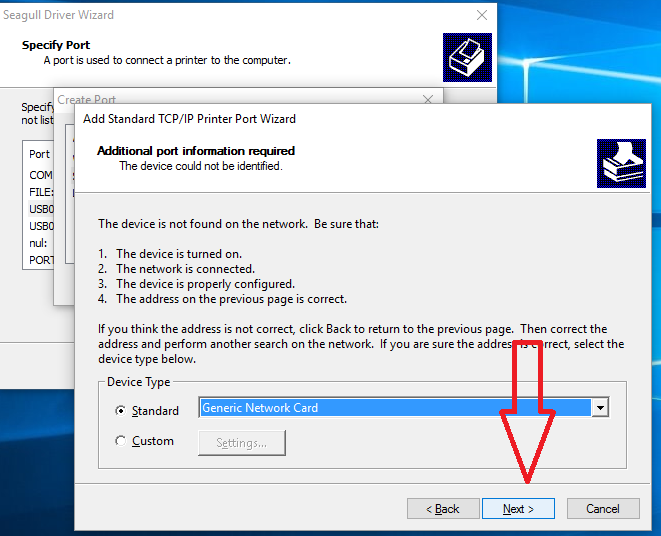 Seagull Driver Wizard
Specify Port
A port is used to connect a printer to the computer.
Create Port
not list
Port
COM
FILE:
USB0
USB0
nul:
PORT
Add Standard TCP/IP Printer Port Wizard
Additional port information required
The device could not be identified.
The device is not found on the network. Be sure that:
1. The device is turned on.
2. The network is connected.
3. The device is properly configured.
4. The address on the previous page is correct.
If you think the address is not correct, click Back to return to the previous page. Then correct the
address and perform another search on the network. If you are sure the address is correct, select the
device type below.
Device Type
Standard
Generic Network Card
Custom
Settings...
< Back
Next >
Cancel